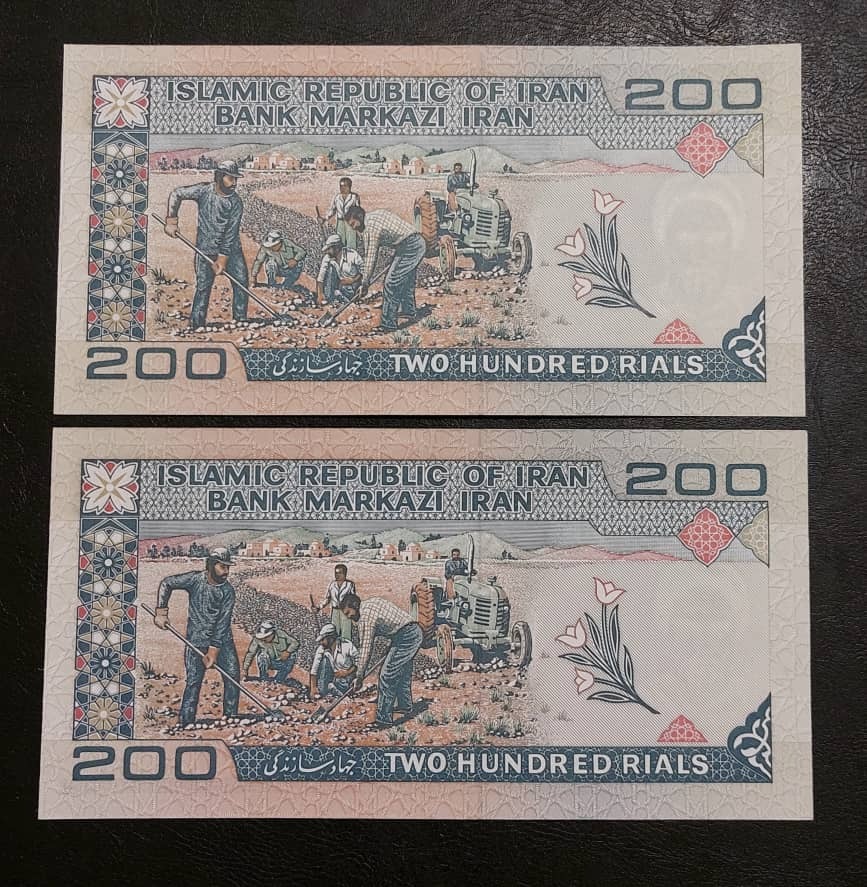 ISLAMIC REPUBLIC OF IRAN 200
BANK MARKAZI IRAN
200 جهاد سازندگی TWO HUNDRED RIALS
ISLAMIC REPUBLIC OF IRAN 200
BANK MARKAZI IRAN
200 جهاد سازندگی TWO HUNDRED RIALS